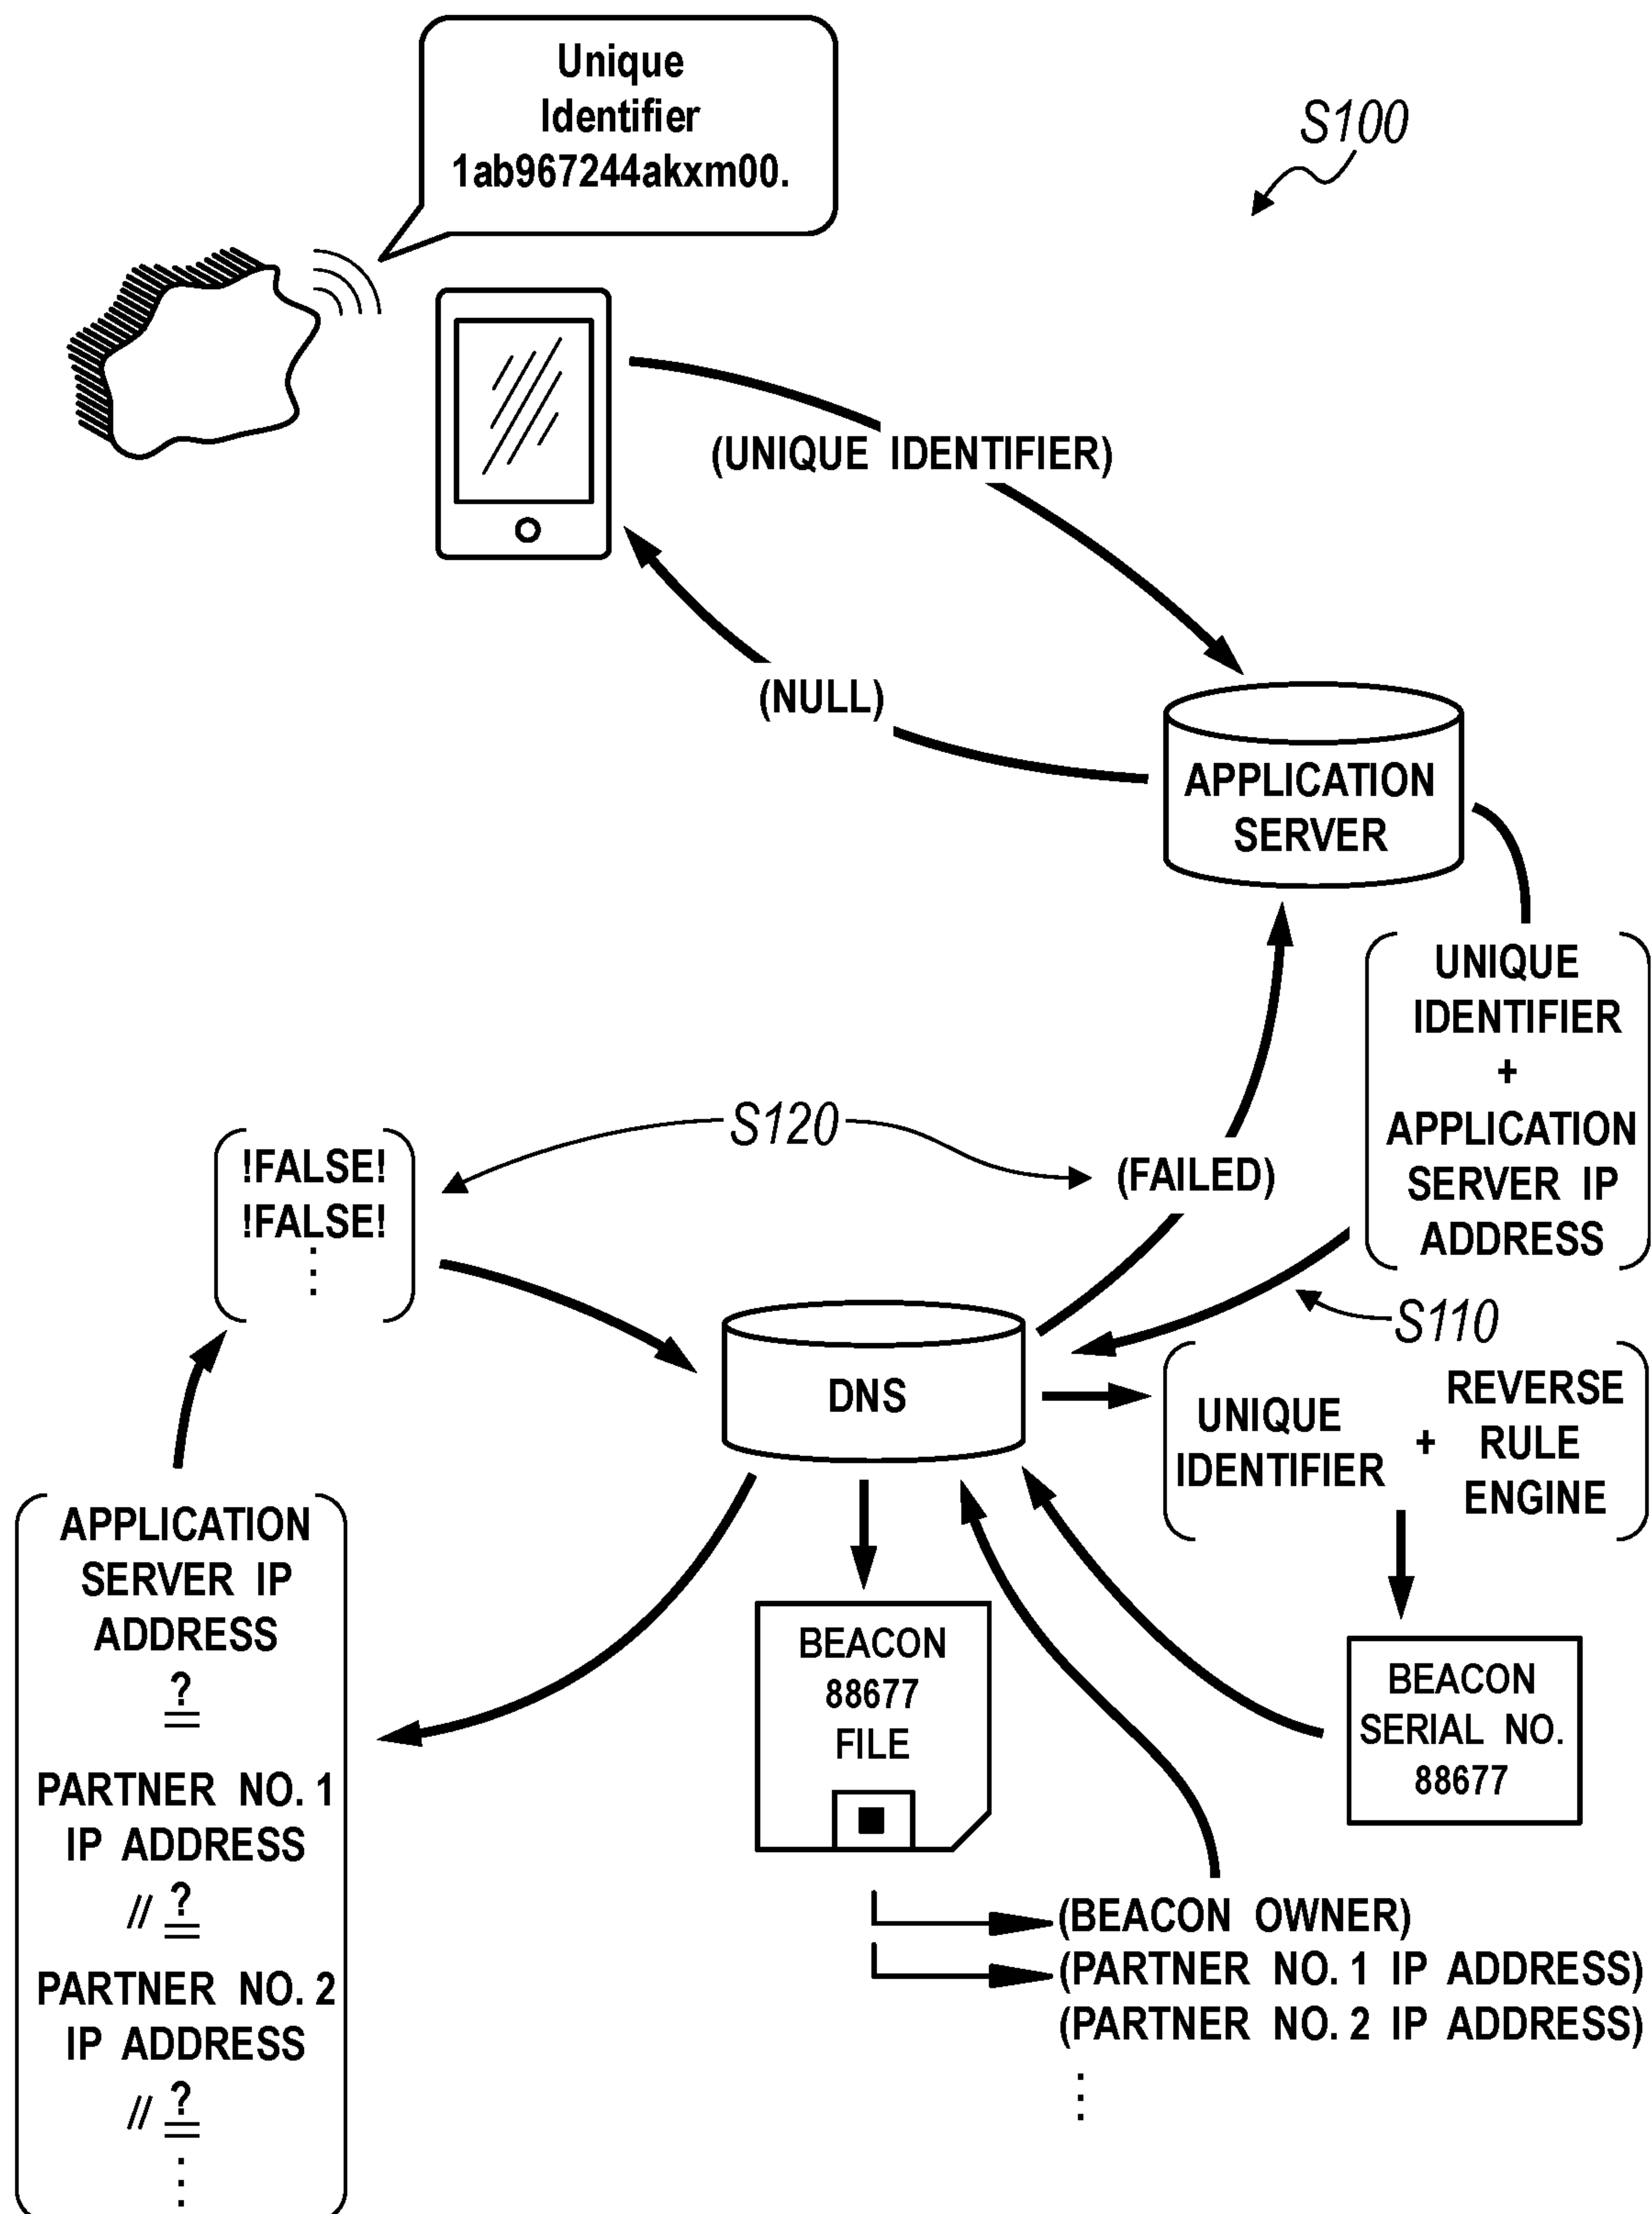 Unique
Identifier
1ab967244akxm00.
S100
(UNIQUE IDENTIFIER)
(NULL)
APPLICATION
SERVER
UNIQUE
IDENTIFIER
+
APPLICATION
SERVER IP
ADDRESS
S120
!FALSE!
!FALSE!
⋮
(FAILED)
S110
DNS
UNIQUE
IDENTIFIER
+
REVERSE
RULE
ENGINE
APPLICATION
SERVER IP
ADDRESS
?
=
PARTNER NO. 1
IP ADDRESS
// ?
=
PARTNER NO. 2
IP ADDRESS
// ?
=
⋮
BEACON
88677
FILE
BEACON
SERIAL NO.
88677
(BEACON OWNER)
(PARTNER NO. 1 IP ADDRESS)
(PARTNER NO. 2 IP ADDRESS)
⋮